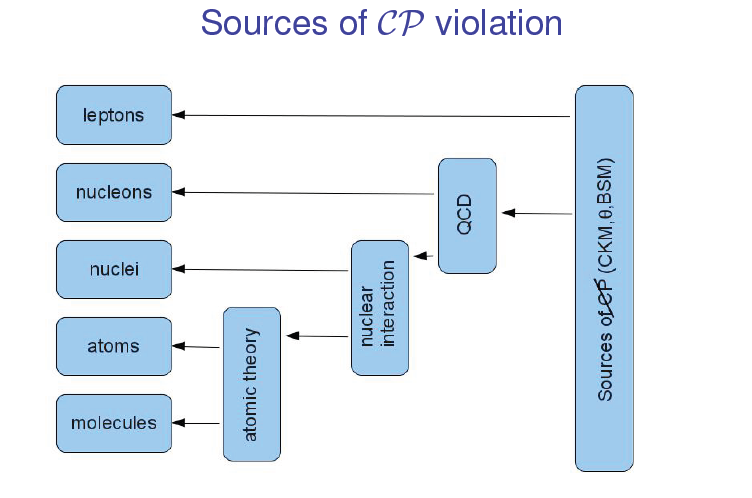 Sources of CP violation
leptons
nucleons
nuclei
atoms
molecules
atomic theory
nuclear
interaction
QCD
Sources of CP (CKM,θ,BSM)